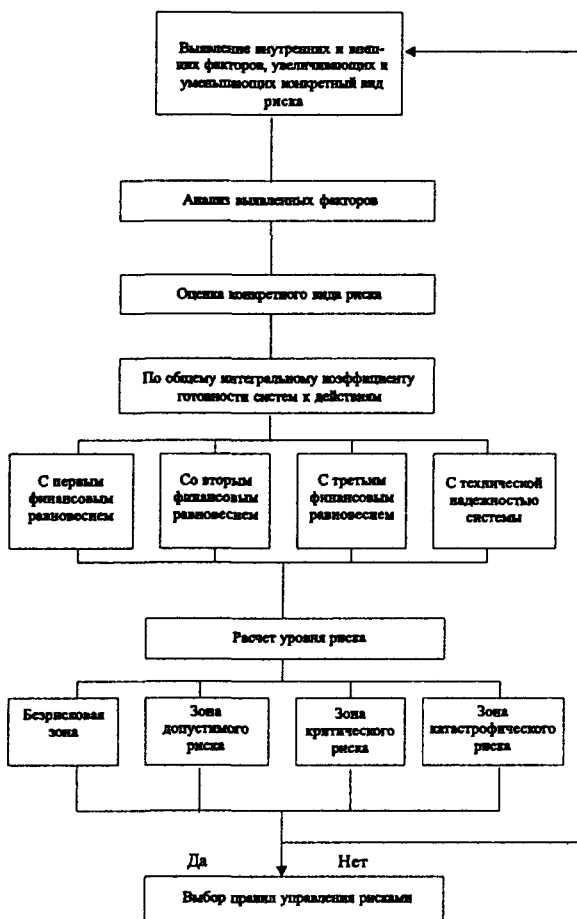 Выявление внутренних и внеш-
них факторов, увеличивающих и
уменьшающих конкретный вид
риска
Анализ выявленных факторов
Оценка конкретного вида риска
По общему интегральному коэффициенту
готовности систем к действиям
С первым
финансовым
равновесием
Со вторым
финансовым
равновесием
С третьим
финансовым
равновесием
С технической
надежностью
системы
Расчет уровня риска
Безрисковая
зона
Зона
допустимого
риска
Зона
критического
риска
Зона
катастрофического
риска
Да
Нет
Выбор правил управления рисками